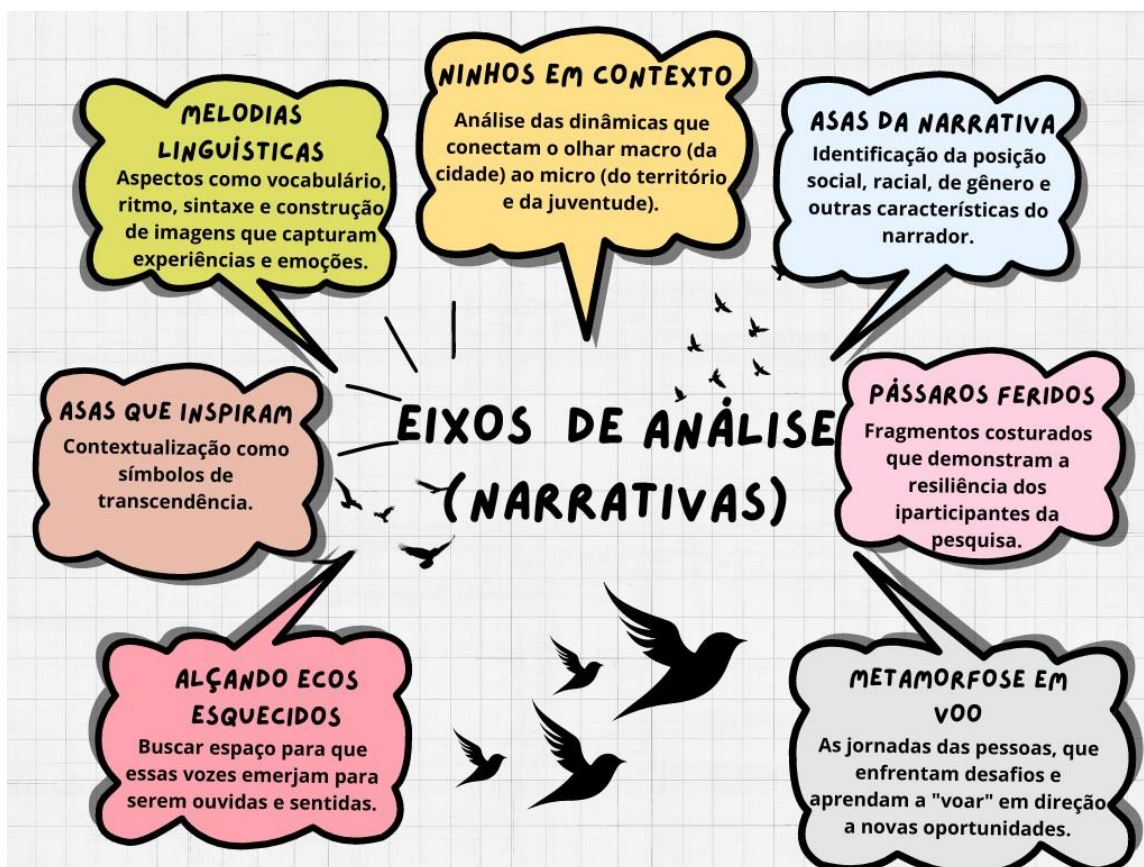 MELODIAS
LINGUÍSTICAS
Aspectos como vocabulário,
ritmo, sintaxe e construção
de imagens que capturam
experiências e emoções.
NINHOS EM CONTEXTO
Análise das dinâmicas que
conectam o olhar macro (da
cidade) ao micro (do território
e da juventude).
ASAS DA NARRATIVA
Identificação da posição
social, racial, de gênero e
outras características do
narrador.
ASAS QUE INSPIRAM
Contextualização como
símbolos de
transcendência.
EIXOS DE ANÁLISE
(NARRATIVAS)
PÁSSAROS FERIDOS
Fragmentos costurados
que demonstram a
resiliência dos
iparticipantes da
pesquisa.
ALÇANDO ECOS
ESQUECIDOS
Buscar espaço para que
essas vozes emerjam para
serem ouvidas e sentidas.
METAMORFOSE EM
VOO
As jornadas das pessoas, que
enfrentam desafios e
aprendam a "voar" em direção
a novas oportunidades.